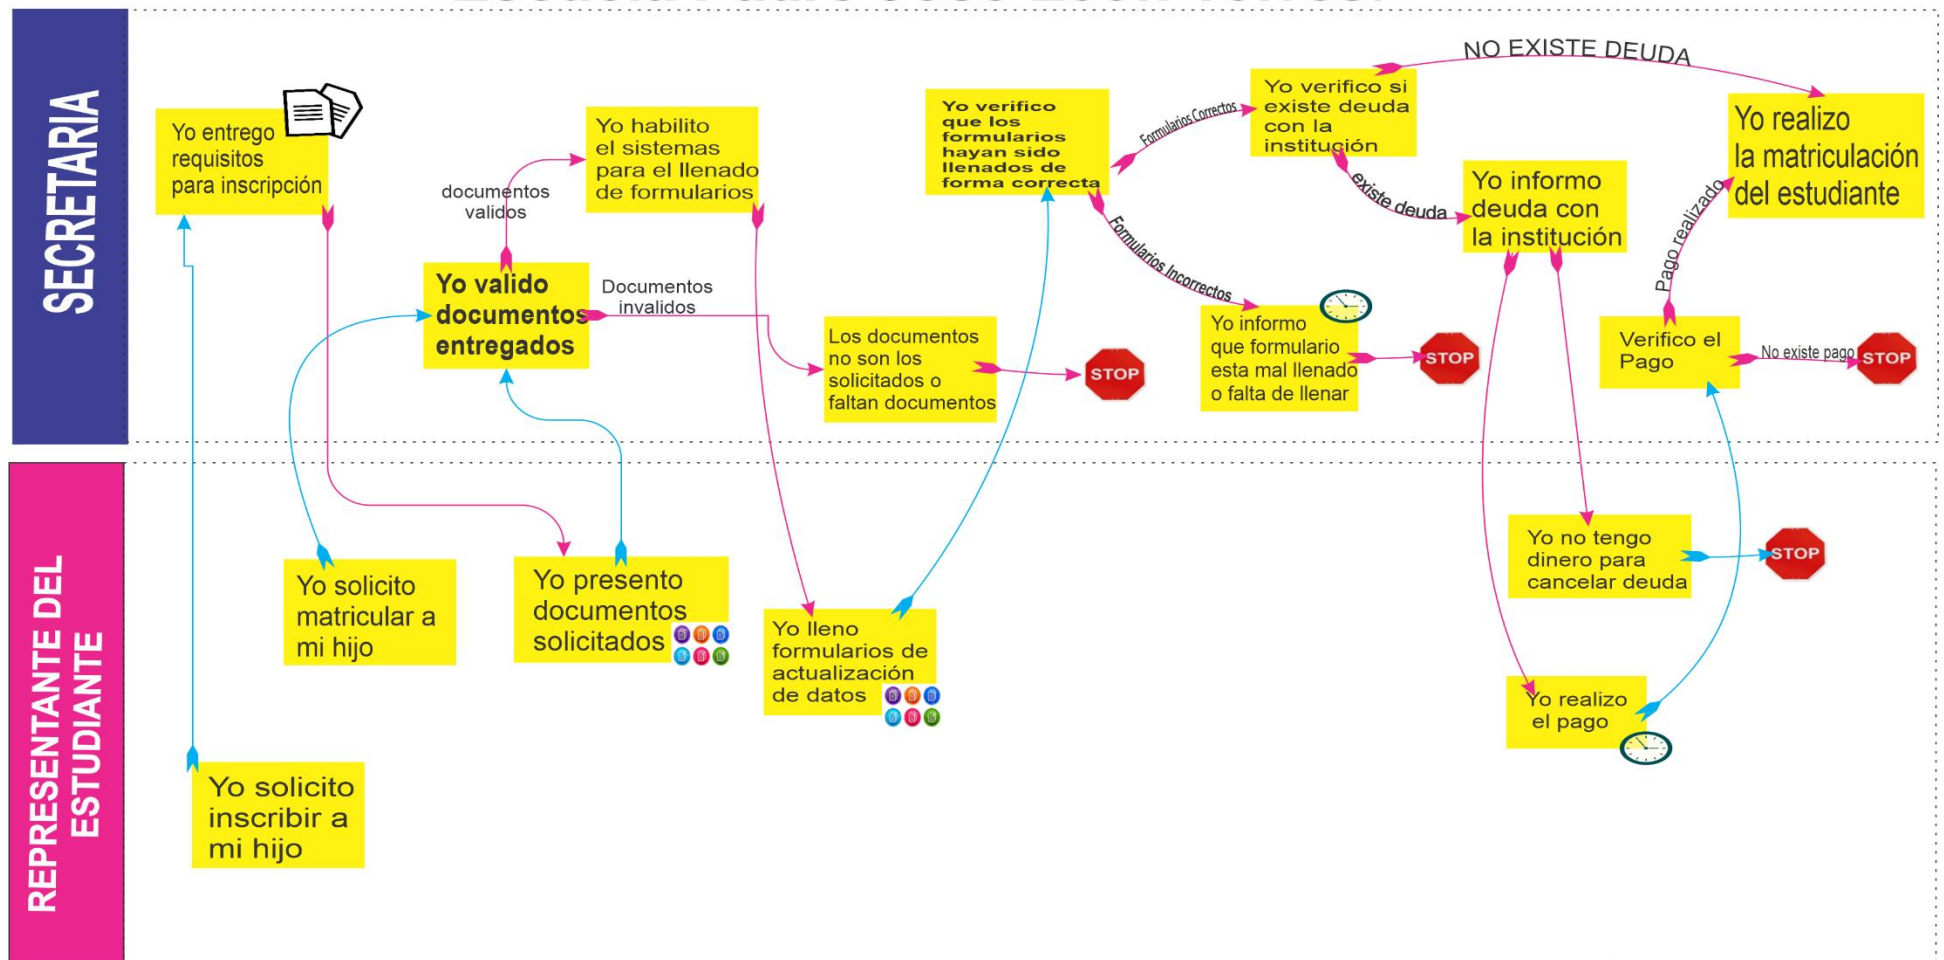 SECRETARIA
Yo entrego
requisitos
para inscripción
Yo habilito
el sistemas
para el llenado
de formularios
documentos
validos
Yo valido
documentos
entregados
Documentos
invalidos
Los documentos
no son los
solicitados o
faltan documentos
STOP
Yo verifico
que los
formularios
hayan sido
llenados de
forma correcta
Formularios Correctos
Formularios Incorrectos
Yo verifico si
existe deuda
con la
institución
NO EXISTE DEUDA
existe deuda
Yo informo
que formulario
esta mal llenado
o falta de llenar
STOP
Yo informo
deuda con
la institución
Yo realizo
la matriculación
del estudiante
Pago realizado
Verifico el
Pago
No existe pago
STOP
REPRESENTANTE DEL
ESTUDIANTE
Yo solicito
matricular a
mi hijo
Yo presento
documentos
solicitados
Yo lleno
formularios de
actualización
de datos
Yo no tengo
dinero para
cancelar deuda
STOP
Yo realizo
el pago
Yo solicito
inscribir a
mi hijo